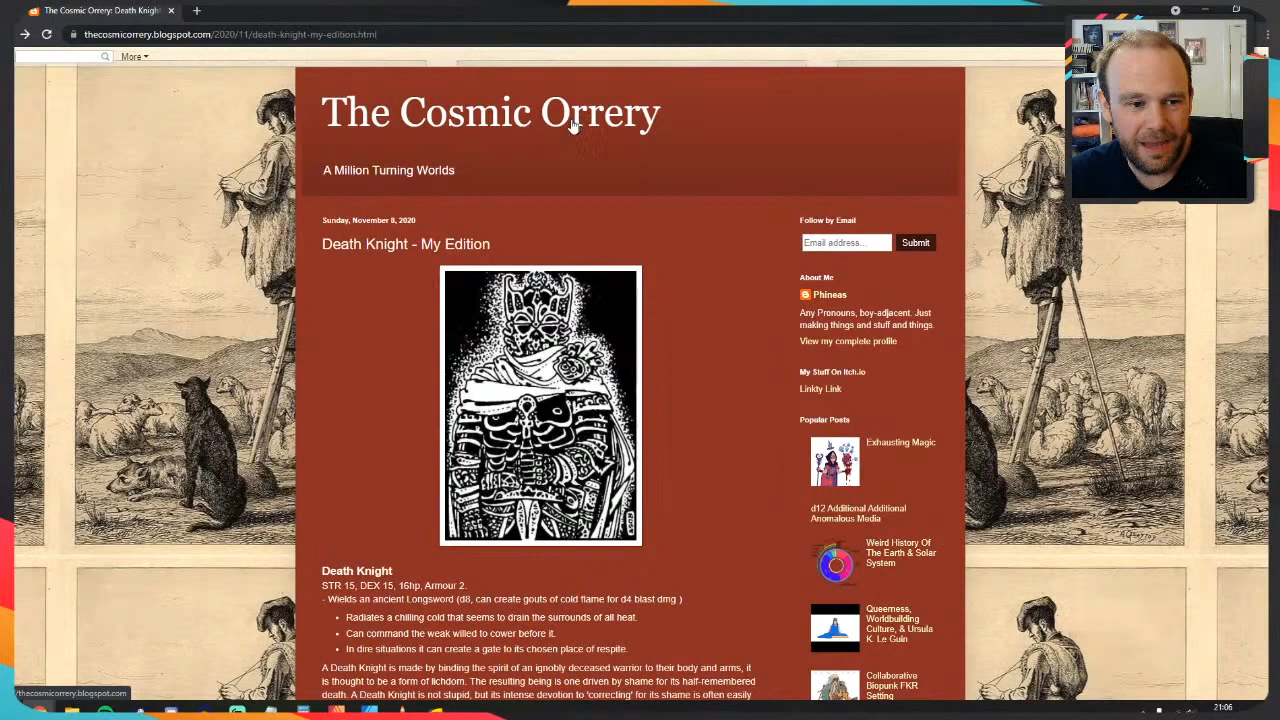 The Cosmic Orrery: Death Knight
thecosmicorrery.blogspot.com/2020/11/death-knight-my-edition.html
More
The Cosmic Orrery
A Million Turning Worlds
Sunday, November 8, 2020
Death Knight - My Edition
Death Knight
STR 15, DEX 15, 16hp, Armour 2.
- Wields an ancient Longsword (d8, can create gouts of cold flame for d4 blast dmg )
• Radiates a chilling cold that seems to drain the surrounds of all heat.
• Can command the weak willed to cower before it.
• In dire situations it can create a gate to its chosen place of respite.
A Death Knight is made by binding the spirit of an ignobly deceased warrior to their body and arms, it
is thought to be a form of lichdom. The resulting being is one driven by shame for its half-remembered
death. A Death Knight is not stupid, but its intense devotion to 'correcting' for its shame is often easily
Follow by Email
Email address...
Submit
About Me
Phineas
Any Pronouns, boy-adjacent. Just
making things and stuff and things.
View my complete profile
My Stuff On Itch.io
Linkty Link
Popular Posts
Exhausting Magic
d12 Additional Additional
Anomalous Media
Weird History Of
The Earth & Solar
System
Queerness,
Worldbuilding
Culture, & Ursula
K. Le Guin
Collaborative
Biopunk FKR
Setting
/thecosmicorrery.blogspot.com
21:06